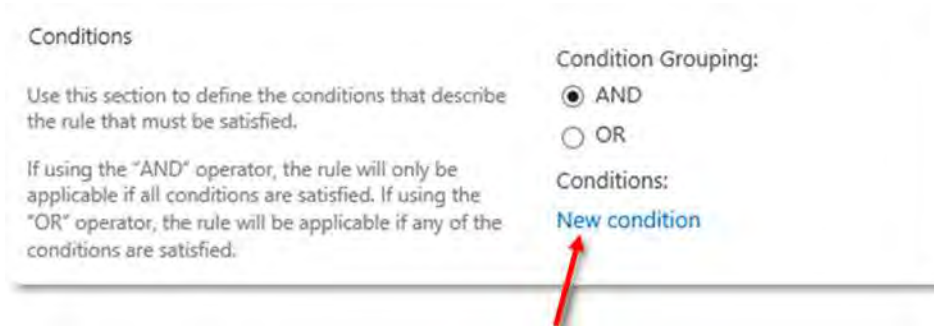 Conditions
Use this section to define the conditions that describe
the rule that must be satisfied.
If using the "AND" operator, the rule will only be
applicable if all conditions are satisfied. If using the
"OR" operator, the rule will be applicable if any of the
conditions are satisfied.
Condition Grouping:
AND
OR
Conditions:
New condition